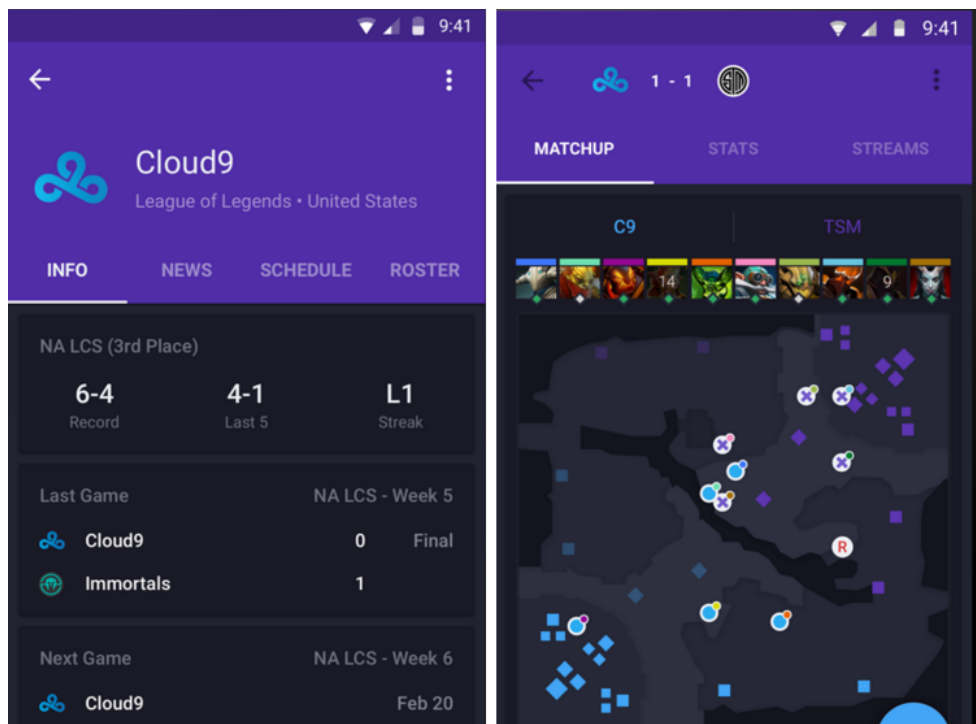 9:41
Cloud9
League of Legends • United States
INFO NEWS SCHEDULE ROSTER
NA LCS (3rd Place)
6-4 4-1 L1
Record Last 5 Streak
Last Game NA LCS - Week 5
Cloud9 0 Final
Immortals 1
Next Game NA LCS - Week 6
Cloud9 Feb 20
9:41
1 - 1 TSM
MATCHUP STATS STREAMS
C9 TSM
14 9
R